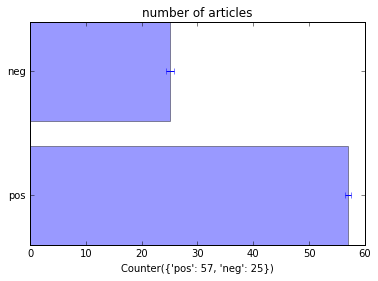 number of articles
neg
pos
0 10 20 30 40 50 60
Counter({'pos': 57, 'neg': 25})